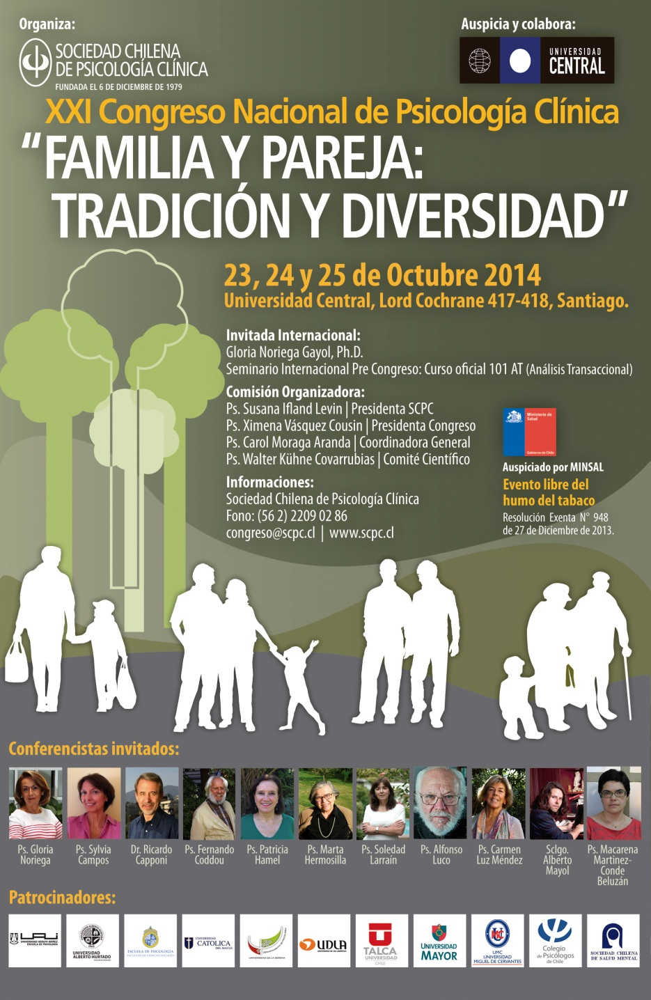 Organiza:
SOCIEDAD CHILENA
DE PSICOLOGÍA CLÍNICA
FUNDADA EL 6 DE DICIEMBRE DE 1979
Auspicia y colabora:
UNIVERSIDAD
CENTRAL
XXI Congreso Nacional de Psicología Clínica
“FAMILIA Y PAREJA:
TRADICIÓN Y DIVERSIDAD”
23, 24 y 25 de Octubre 2014
Universidad Central, Lord Cochrane 417-418, Santiago.
Invitada Internacional:
Gloria Noriega Gayol, Ph.D.
Seminario Internacional Pre Congreso: Curso oficial 101 AT (Análisis Transaccional)
Comisión Organizadora:
Ps. Susana Ifland Levin | Presidenta SCPC
Ps. Ximena Vásquez Cousin | Presidenta Congreso
Ps. Carol Moraga Aranda | Coordinadora General
Ps. Walter Kühne Covarrubias | Comité Científico
Informaciones:
Sociedad Chilena de Psicología Clínica
Fono: (56 2) 2209 02 86
congreso@scpc.cl | www.scpc.cl
Ministerio de
Salud
Gobierno de Chile
Auspiciado por MINSAL
Evento libre del
humo del tabaco
Resolución Exenta N° 948
de 27 de Diciembre de 2013.
Conferencistas invitados:
Ps. Gloria
Noriega
Ps. Sylvia
Campos
Dr. Ricardo
Capponi
Ps. Fernando
Coddou
Ps. Patricia
Hamel
Ps. Marta
Hermosilla
Ps. Soledad
Larraín
Ps. Alfonso
Luco
Ps. Carmen
Luz Méndez
Sclgo.
Alberto
Mayol
Ps. Macarena
Martinez-
Conde
Beluzán
Patrocinadores:
UAI
UNIVERSIDAD ADOLFO IBÁÑEZ
ESCUELA DE PSICOLOGÍA
UNIVERSIDAD
ALBERTO HURTADO
ESCUELA DE PSICOLOGÍA
FACULTAD DE CIENCIAS SOCIALES
UNIVERSIDAD
CATOLICA
DEL MAULE
UNIVERSIDAD DE LA SERENA
UDLA
UNIVERSIDAD DE LAS AMÉRICAS
TALCA
UNIVERSIDAD
CHILE
UNIVERSIDAD
MAYOR
UMC
UNIVERSIDAD
MIGUEL DE CERVANTES
Colegio
de Psicólogos
de Chile
SOCIEDAD CHILENA
DE SALUD MENTAL